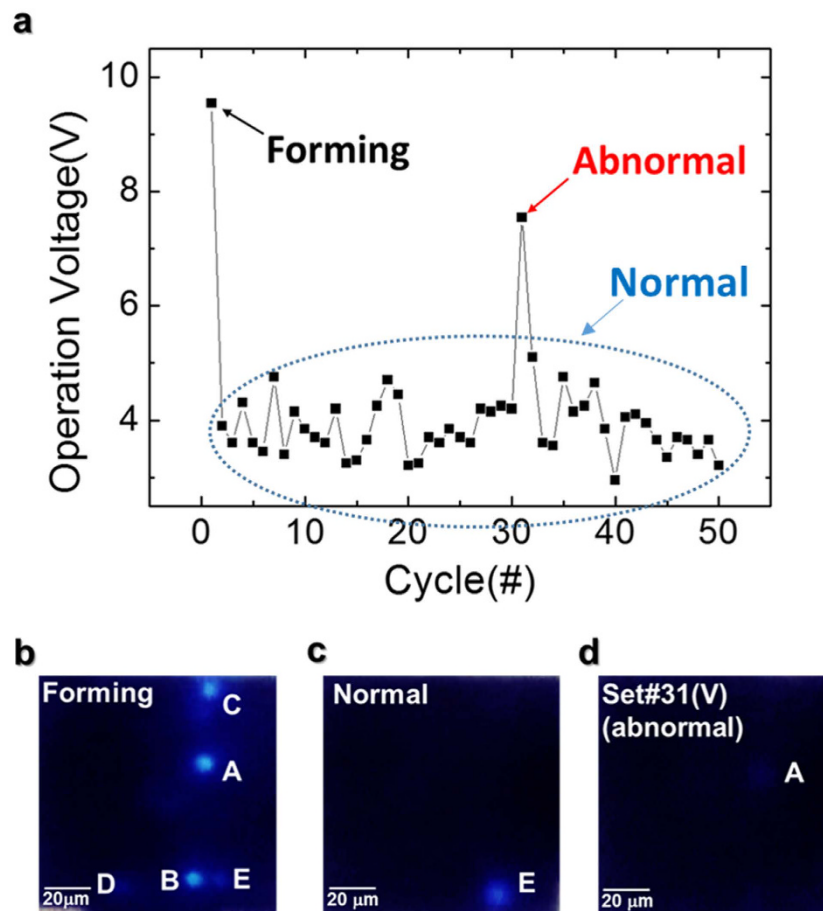 a
10
8
6
4
Operation Voltage(V)
Forming
Abnormal
Normal
0 10 20 30 40 50
Cycle(#)
b
Forming
C
A
D B E
20μm
c
Normal
E
20 μm
d
Set#31(V)
(abnormal)
A
20 μm